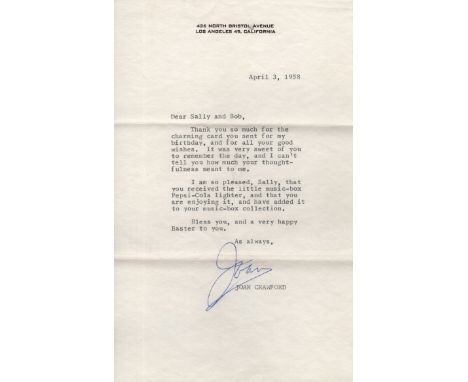 426 NORTH BRISTOL AVENUE
LOS ANGELES 49, CALIFORNIA
April 3, 1958
Dear Sally and Bob,
Thank you so much for the
charming card you sent for my
birthday, and for all your good
wishes. It was very sweet of you
to remember the day, and I can't
tell you how much your thought-
fulness meant to me.
I am so pleased, Sally, that
you received the little music-box
Pepsi-Cola lighter, and that you
are enjoying it, and have added it
to your music-box collection.
Bless you, and a very happy
Easter to you.
As always,
Joan
JOAN CRAWFORD